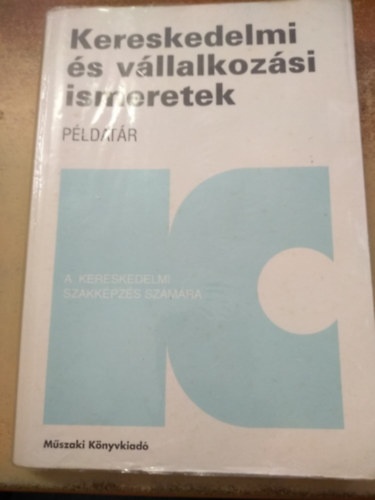 Kereskedelmi
és vállalkozási
ismeretek
PÉLDATÁR
A KERESKEDELMI
SZAKKÉPZÉS SZÁMÁRA
Műszaki Könyvkiadó